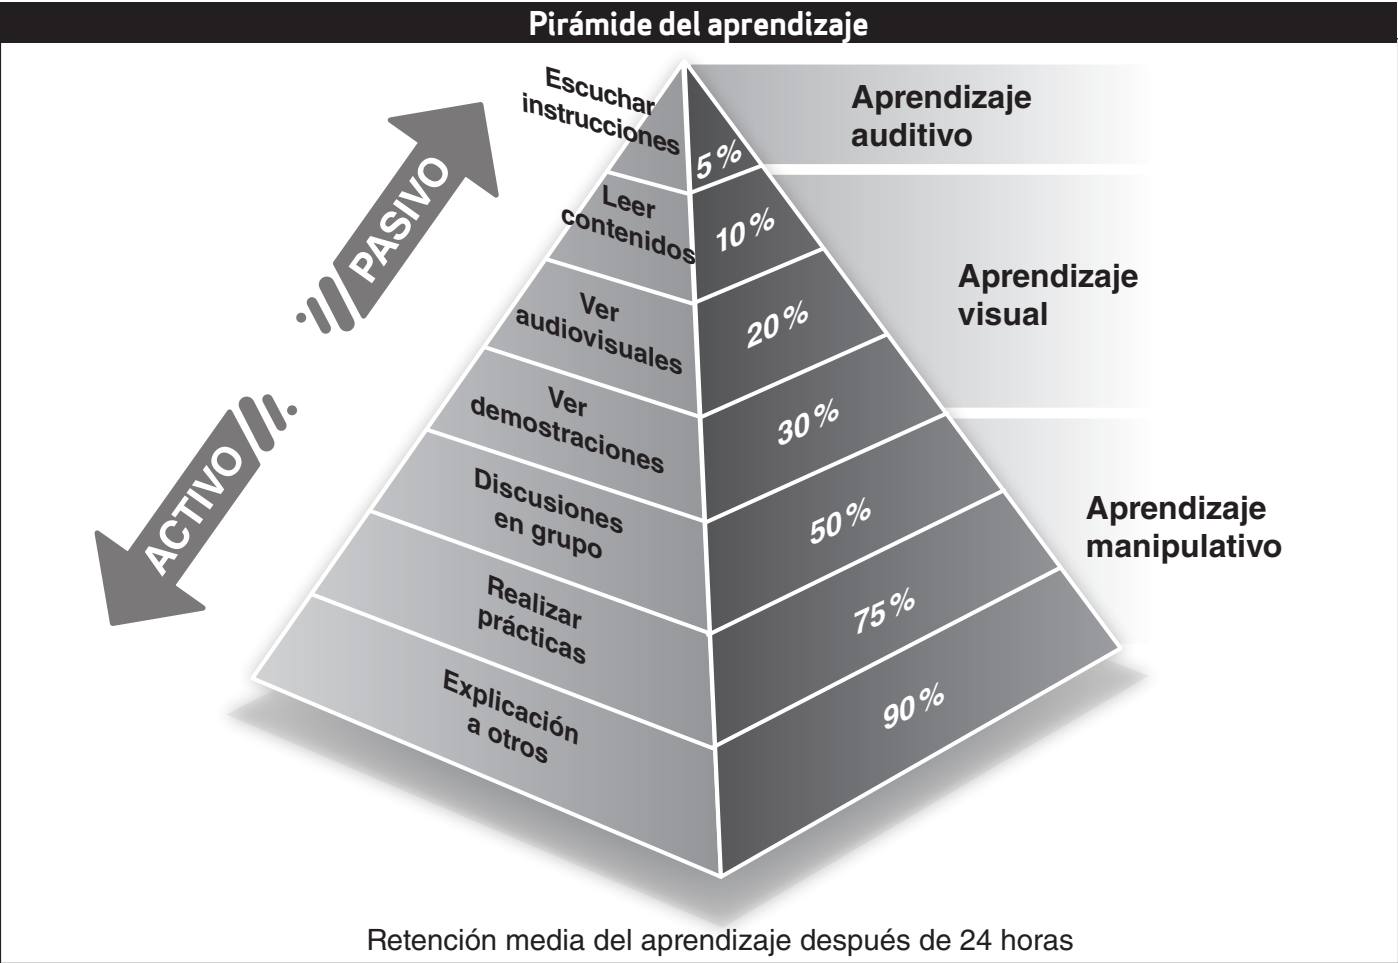 Pirámide del aprendizaje
Escuchar
instrucciones
5 %
Aprendizaje
auditivo
Leer
contenidos
10 %
Ver
audiovisuales
20 %
Aprendizaje
visual
Ver
demostraciones
30 %
Discusiones
en grupo
50 %
Realizar
prácticas
75 %
Aprendizaje
manipulativo
Explicación
a otros
90 %
PASIVO
ACTIVO
Retención media del aprendizaje después de 24 horas